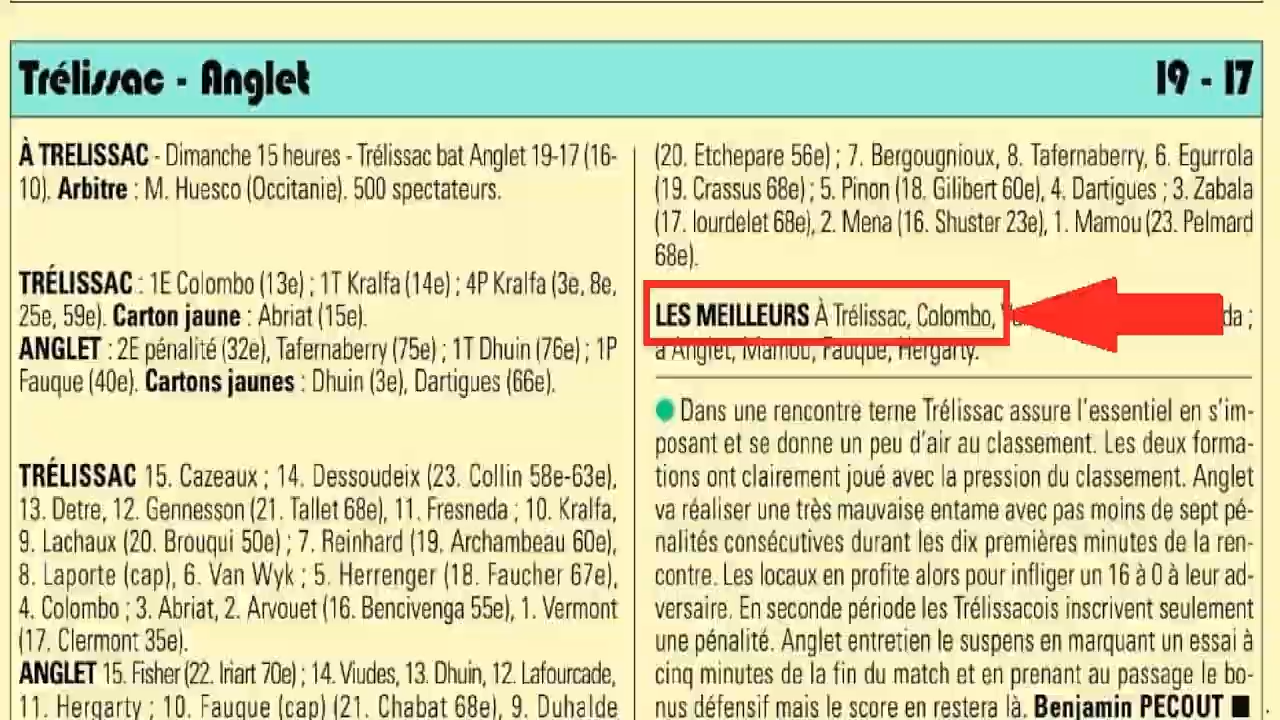 Trélissac - Anglet
19 - 17
À TRELISSAC - Dimanche 15 heures - Trélissac bat Anglet 19-17 (16-
10). Arbitre : M. Huesco (Occitanie). 500 spectateurs.
TRÉLISSAC : 1E Colombo (13e) ; 1T Kralfa (14e) ; 4P Kralfa (3e, 8e,
25e, 59e). Carton jaune : Abriat (15e).
ANGLET : 2E pénalité (32e), Tafernaberry (75e) ; 1T Dhuin (76e) ; 1P
Fauque (40e). Cartons jaunes : Dhuin (3e), Dartigues (66e).
TRÉLISSAC 15. Cazeaux ; 14. Dessoudeix (23. Collin 58e-63e),
13. Detre, 12. Gennesson (21. Tallet 68e), 11. Fresneda ; 10. Kralfa,
9. Lachaux (20. Brouqui 50e) ; 7. Reinhard (19. Archambeau 60e),
8. Laporte (cap), 6. Van Wyk ; 5. Herrenger (18. Faucher 67e),
4. Colombo ; 3. Abriat, 2. Arvouet (16. Bencivenga 55e), 1. Vermont
(17. Clermont 35e).
ANGLET 15. Fisher (22. Iriart 70e) ; 14. Viudes, 13. Dhuin, 12. Lafourcade,
11. Hergarty ; 10. Fauque (cap) (21. Chabat 68e), 9. Duhalde
(20. Etchepare 56e) ; 7. Bergougnioux, 8. Tafernaberry, 6. Egurrola
(19. Crassus 68e) ; 5. Pinon (18. Gilibert 60e), 4. Dartigues ; 3. Zabala
(17. Iourdelet 68e), 2. Mena (16. Shuster 23e), 1. Mamou (23. Pelmard
68e).
LES MEILLEURS À Trélissac, Colombo,
à Anglet, Mamou, Fauque, Hergarty.
Dans une rencontre terne Trélissac assure l'essentiel en s'im-
posant et se donne un peu d'air au classement. Les deux forma-
tions ont clairement joué avec la pression du classement. Anglet
va réaliser une très mauvaise entame avec pas moins de sept pé-
nalités consécutives durant les dix premières minutes de la ren-
contre. Les locaux en profite alors pour infliger un 16 à 0 à leur ad-
versaire. En seconde période les Trélissacois inscrivent seulement
une pénalité. Anglet entretien le suspens en marquant un essai à
cinq minutes de la fin du match et en prenant au passage le bo-
nus défensif mais le score en restera là. Benjamin PECOUT